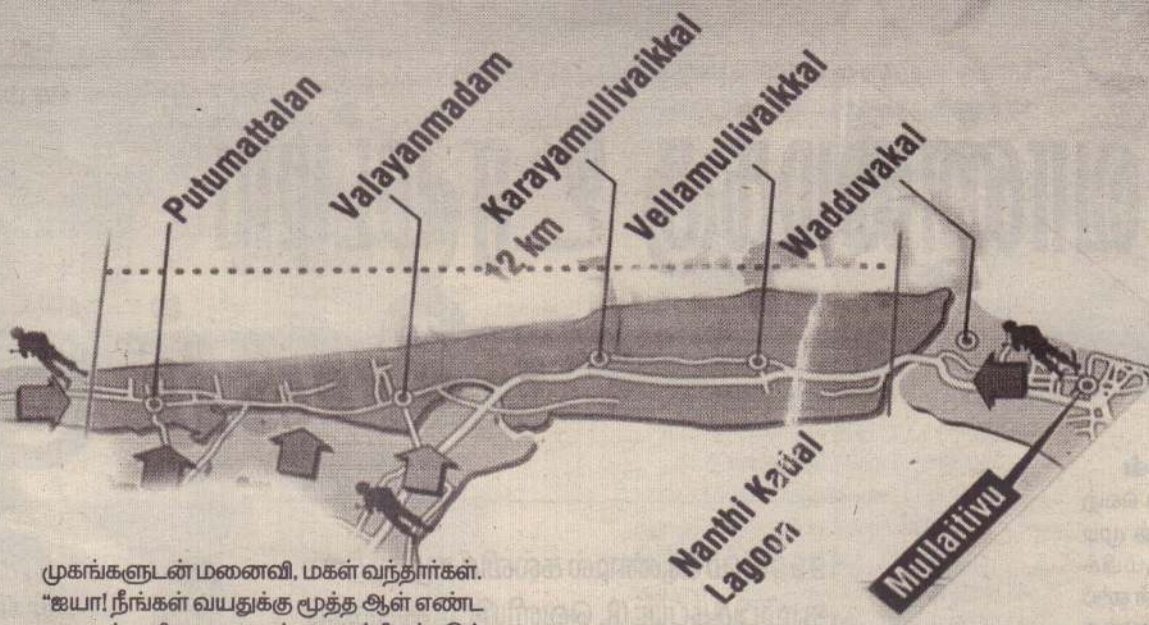 Putumattalan
Valayanmadam
Karayamullivaikkal
12 km
Vellamullivaikkal
Wadduvakal
Nanthi Kadal
Lagoon
Mullaitivu
முகங்களுடன் மனைவி, மகள் வந்தார்கள்.
“ஐயா! நீங்கள் வயதுக்கு மூத்த ஆள் எண்ட-